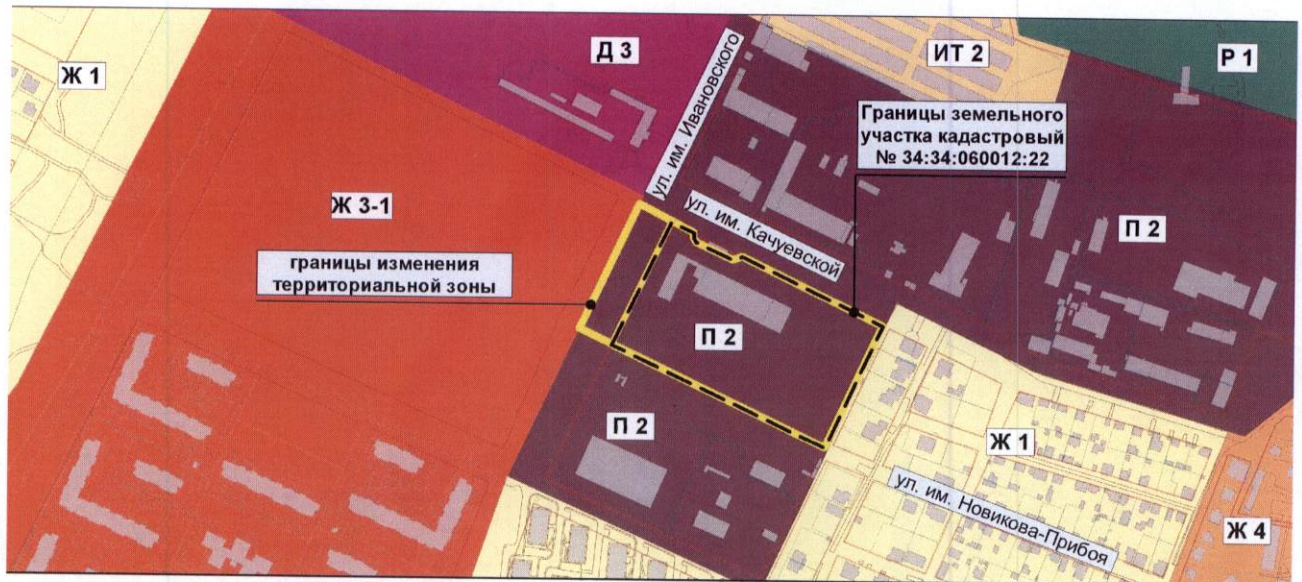 Ж 1
Д 3
ул. им. Ивановского
ИТ 2
Р 1
Границы земельного
участка кадастровый
№ 34:34:060012:22
Ж 3-1
ул. им. Качуевской
П 2
границы изменения
территориальной зоны
П 2
П 2
Ж 1
ул. им. Новикова-Прибоя
Ж 4